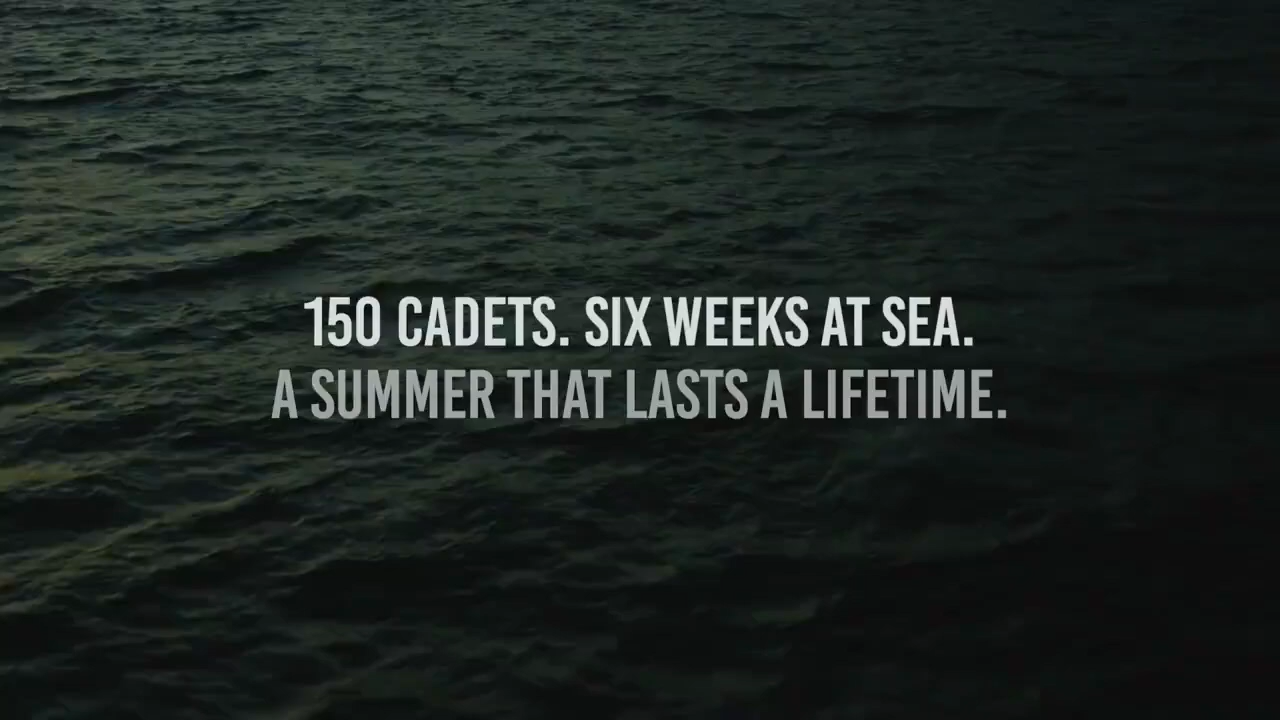 150 CADETS. SIX WEEKS AT SEA.
A SUMMER THAT LASTS A LIFETIME.